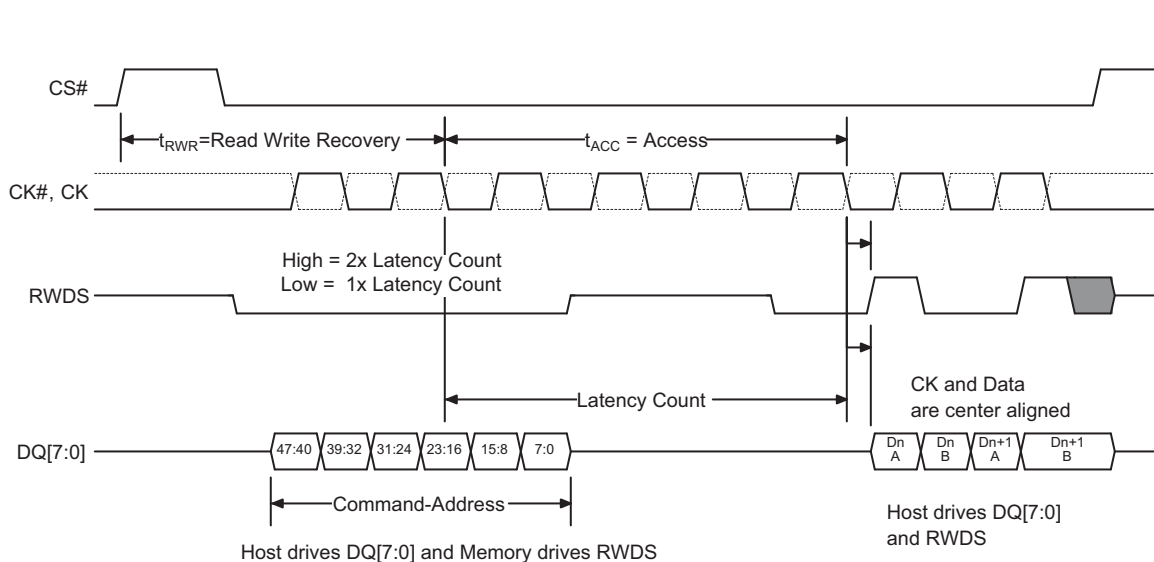 CS#
tRWR=Read Write Recovery
tACC = Access
CK#, CK
High = 2x Latency Count
Low = 1x Latency Count
RWDS
Latency Count
CK and Data
are center aligned
DQ[7:0]
47:40 39:32 31:24 23:16 15:8 7:0
Dn A
Dn B
Dn+1 A
Dn+1 B
Command-Address
Host drives DQ[7:0]
and RWDS
Host drives DQ[7:0] and Memory drives RWDS